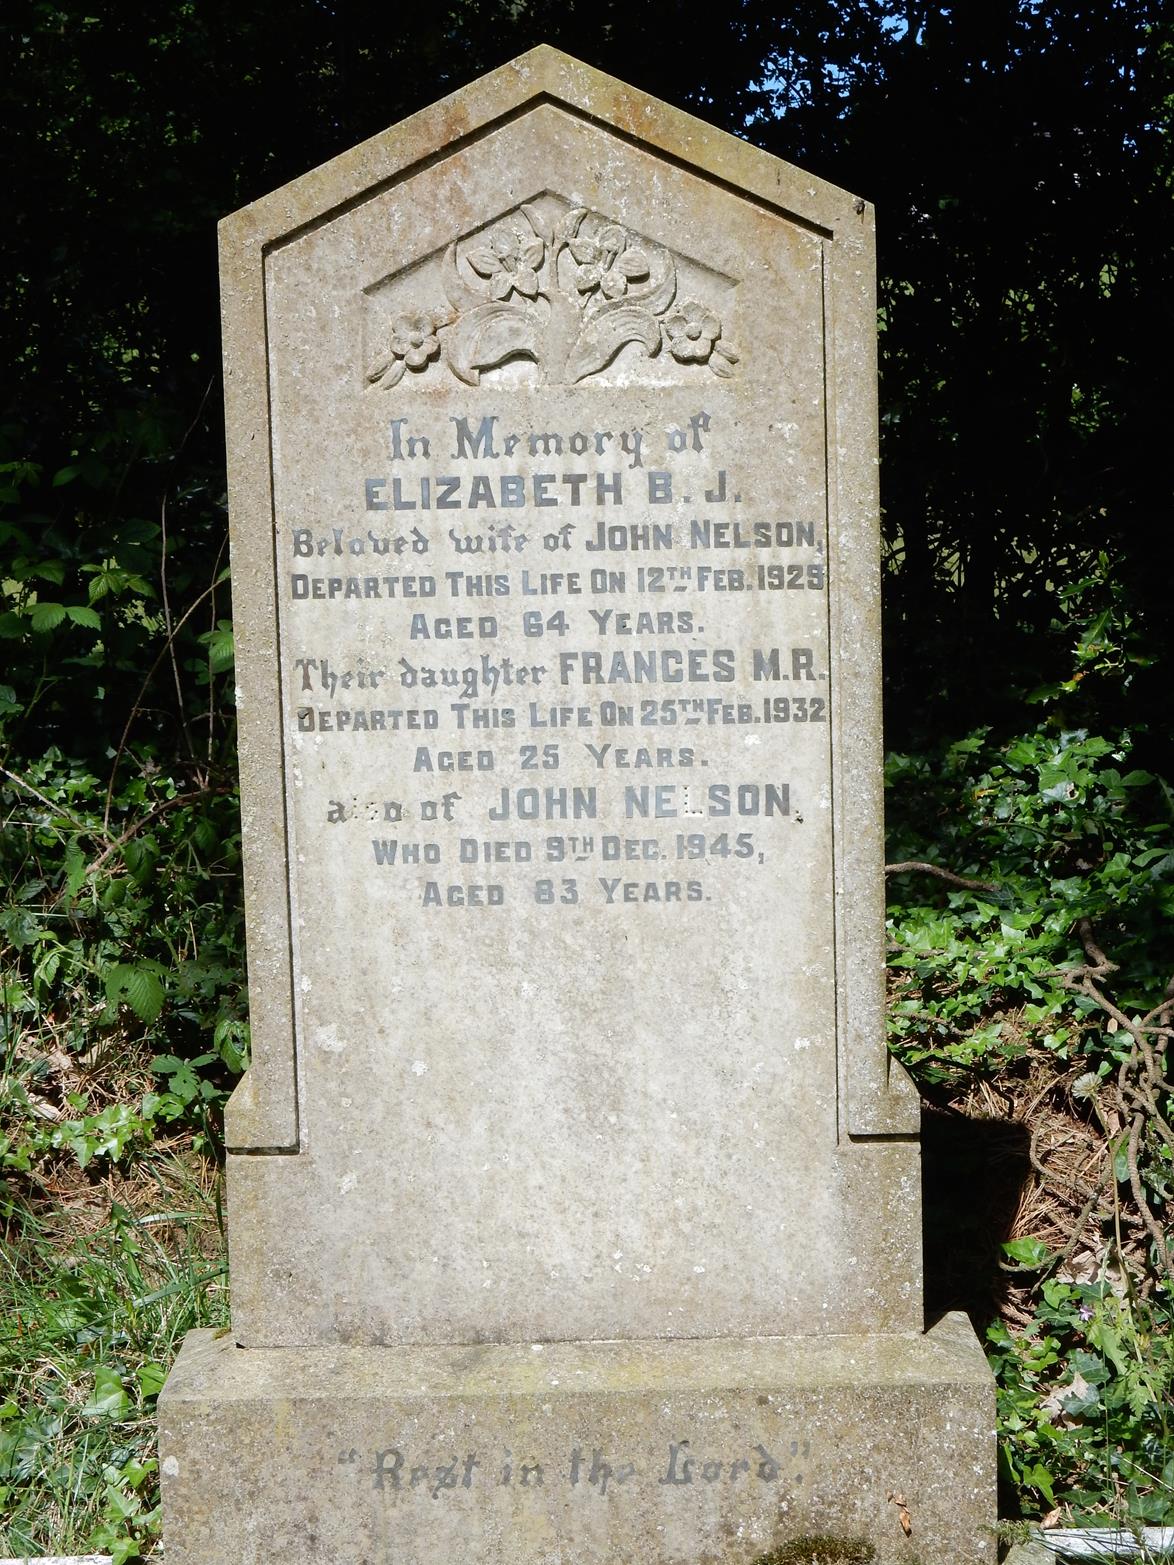 In Memory of
ELIZABETH B. J.
Beloved wife of JOHN NELSON,
DEPARTED THIS LIFE ON 12TH FEB. 1925
AGED 64 YEARS.
Their daughter FRANCES M.R.
DEPARTED THIS LIFE ON 25TH FEB. 1932
AGED 25 YEARS.
also of JOHN NELSON,
WHO DIED 9TH DEC. 1945,
AGED 83 YEARS.
"Rest in the Lord".